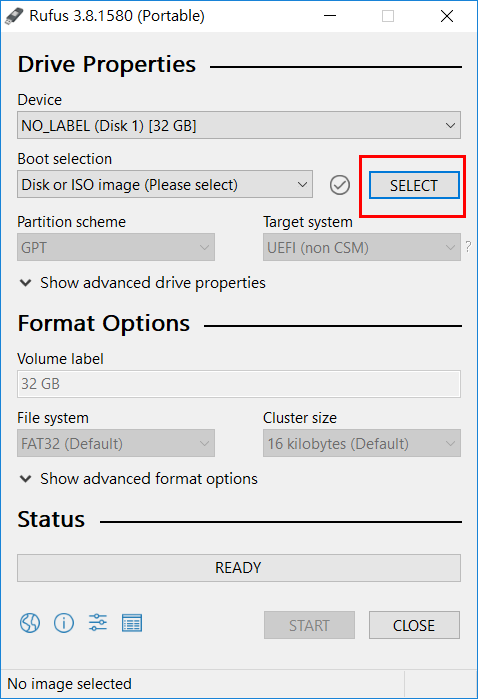 Rufus 3.8.1580 (Portable)
Drive Properties
Device
NO_LABEL (Disk 1) [32 GB]
Boot selection
Disk or ISO image (Please select)
SELECT
Partition scheme
Target system
GPT
UEFI (non CSM)
?
Show advanced drive properties
Format Options
Volume label
32 GB
File system
Cluster size
FAT32 (Default)
16 kilobytes (Default)
Show advanced format options
Status
READY
START
CLOSE
No image selected